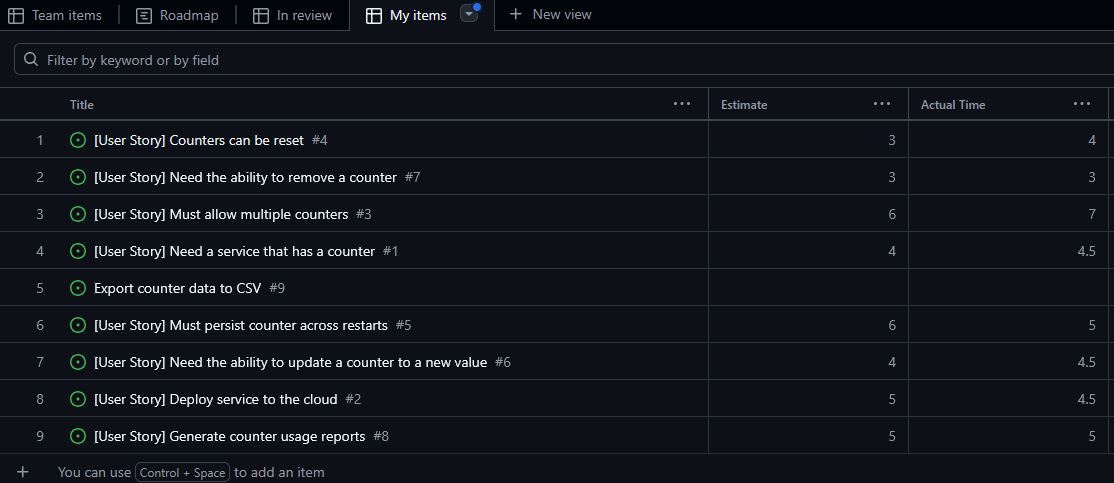 Team items Roadmap In review My items New view
Filter by keyword or by field
Title Estimate Actual Time
1 [User Story] Counters can be reset #4 3 4
2 [User Story] Need the ability to remove a counter #7 3 3
3 [User Story] Must allow multiple counters #3 6 7
4 [User Story] Need a service that has a counter #1 4 4.5
5 Export counter data to CSV #9
6 [User Story] Must persist counter across restarts #5 6 5
7 [User Story] Need the ability to update a counter to a new value #6 4 4.5
8 [User Story] Deploy service to the cloud #2 5 4.5
9 [User Story] Generate counter usage reports #8 5 5
You can use Control + Space to add an item